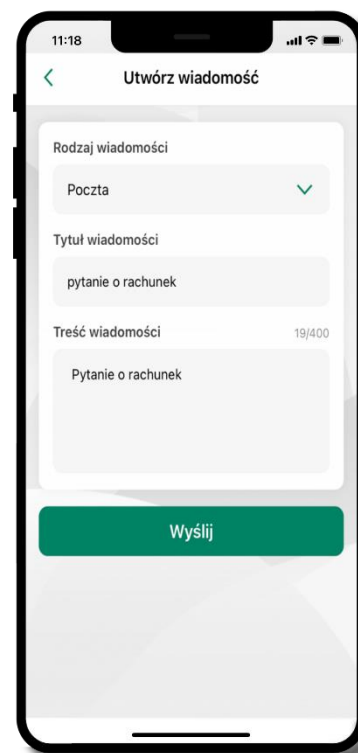 11:18
Utwórz wiadomość
Rodzaj wiadomości
Poczta
Tytuł wiadomości
pytanie o rachunek
Treść wiadomości 19/400
Pytanie o rachunek
Wyślij